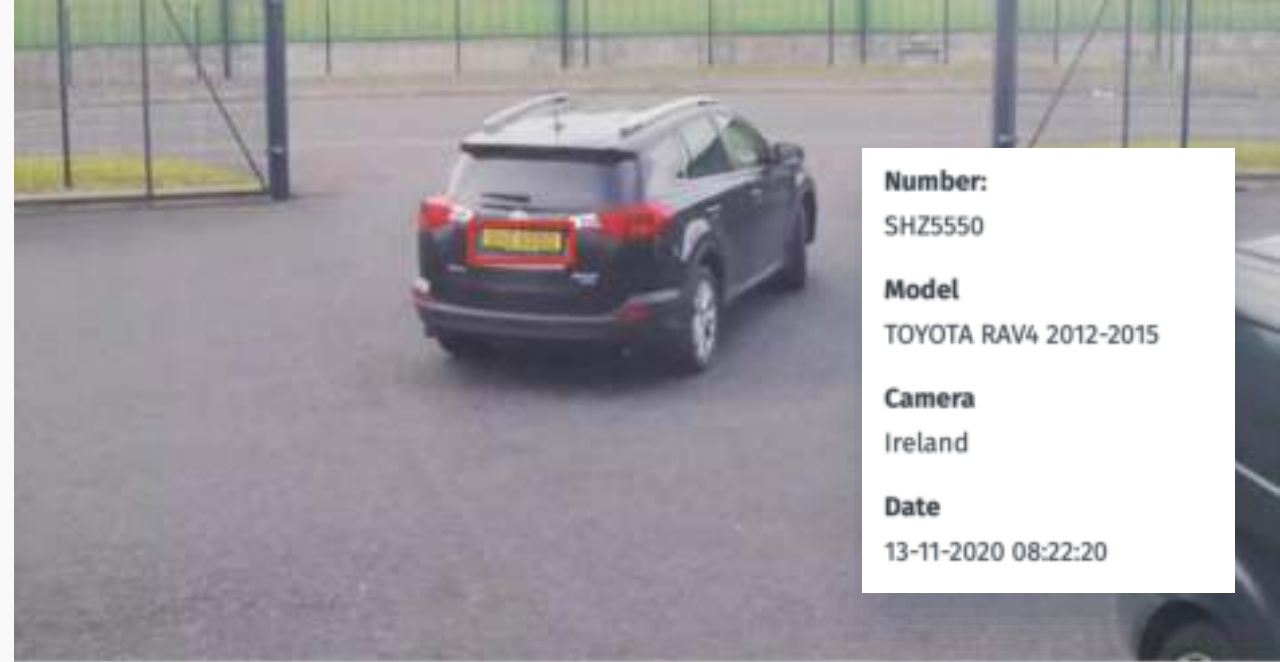 Number:
SHZ5550
Model
TOYOTA RAV4 2012-2015
Camera
Ireland
Date
13-11-2020 08:22:20